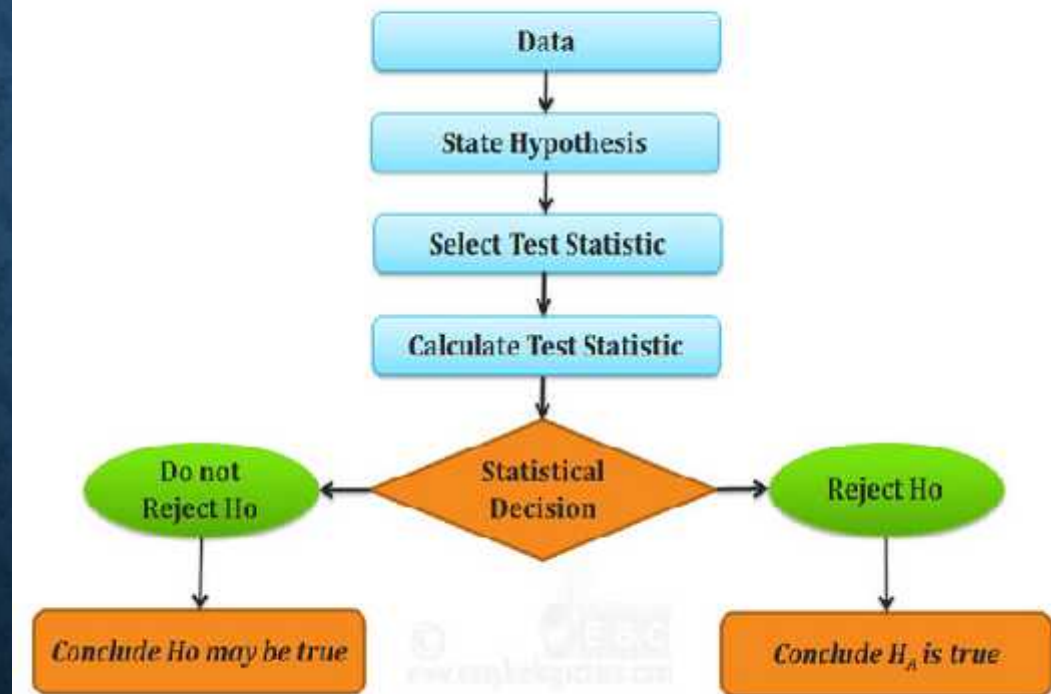 Data
State Hypothesis
Select Test Statistic
Calculate Test Statistic
Do not
Reject Ho
Statistical
Decision
Reject Ho
Conclude Ho may be true
Conclude H_A is true